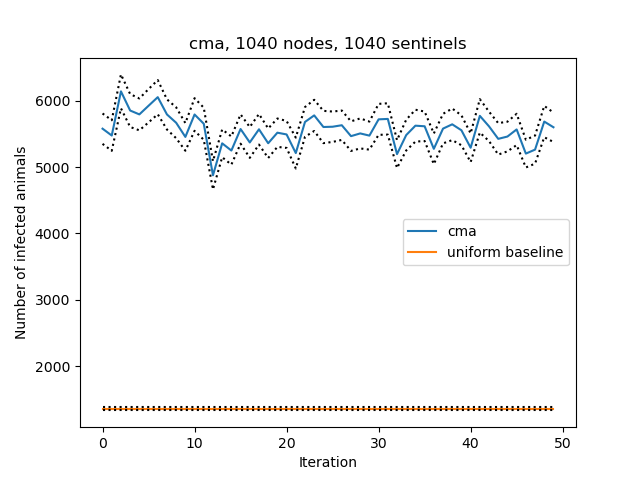 cma, 1040 nodes, 1040 sentinels
Number of infected animals
6000
5000
4000
3000
2000
cma
uniform baseline
0
10
20
30
40
50
Iteration